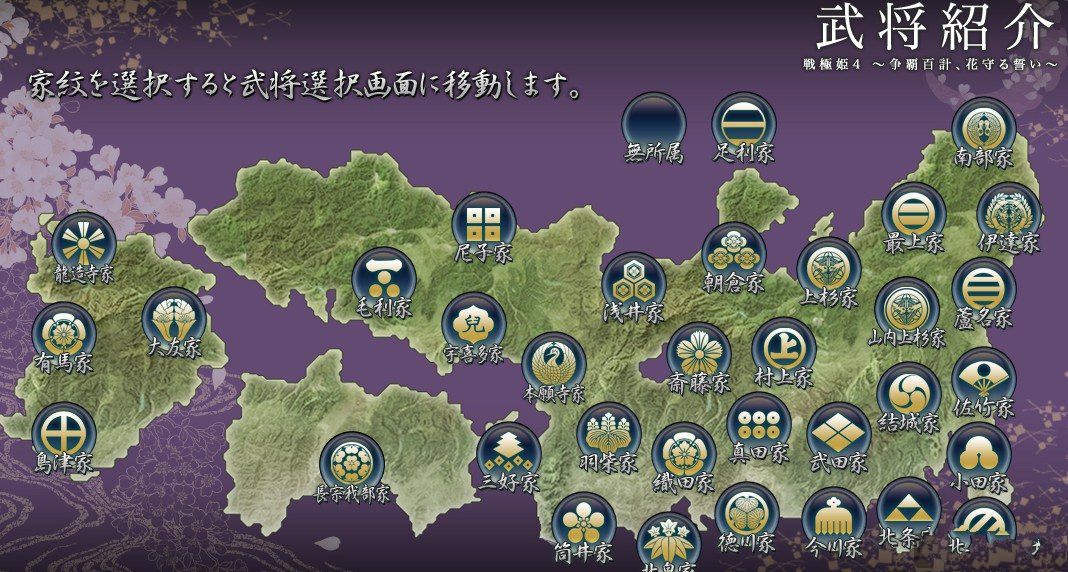 武将紹介
戦極姫4 ～争覇百計、花守る誓い～
家紋を選択すると武将選択画面に移動します。
無所属
足利家
南部家
最上家
伊達家
龍造寺家
尼子家
毛利家
浅井家
朝倉家
上杉家
蘆名家
山内上杉家
有馬家
大友家
宇喜多家
兒
本願寺家
斎藤家
村上家
上
結城家
佐竹家
島津家
長宗我部家
三好家
羽柴家
織田家
真田家
武田家
小田家
筒井家
北畠家
徳川家
今川家
北条
北